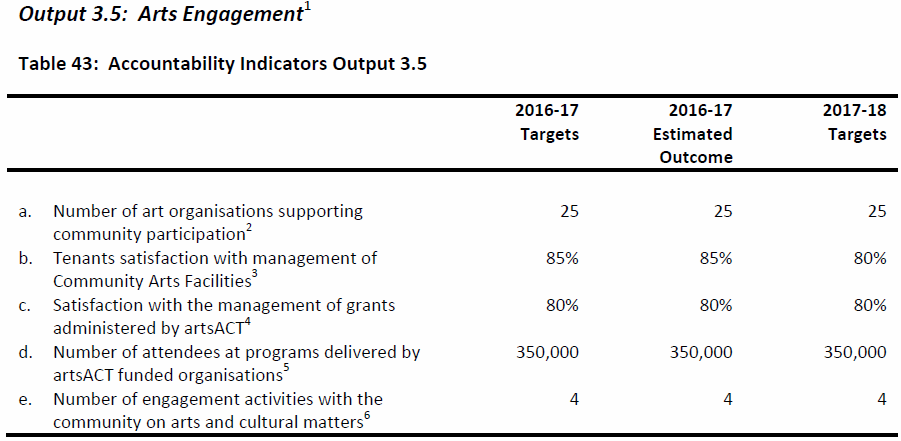 Output 3.5:  Arts Engagement1
Table 43:  Accountability Indicators Output 3.5
2016-17 2016-17 2017-18
Targets Estimated Targets
Outcome
a. Number of art organisations supporting 25 25 25
community participation2
b. Tenants satisfaction with management of 85% 85% 80%
Community Arts Facilities3
c. Satisfaction with the management of grants 80% 80% 80%
administered by artsACT4
d. Number of attendees at programs delivered by 350,000 350,000 350,000
artsACT funded organisations5
e. Number of engagement activities with the 4 4 4
community on arts and cultural matters6